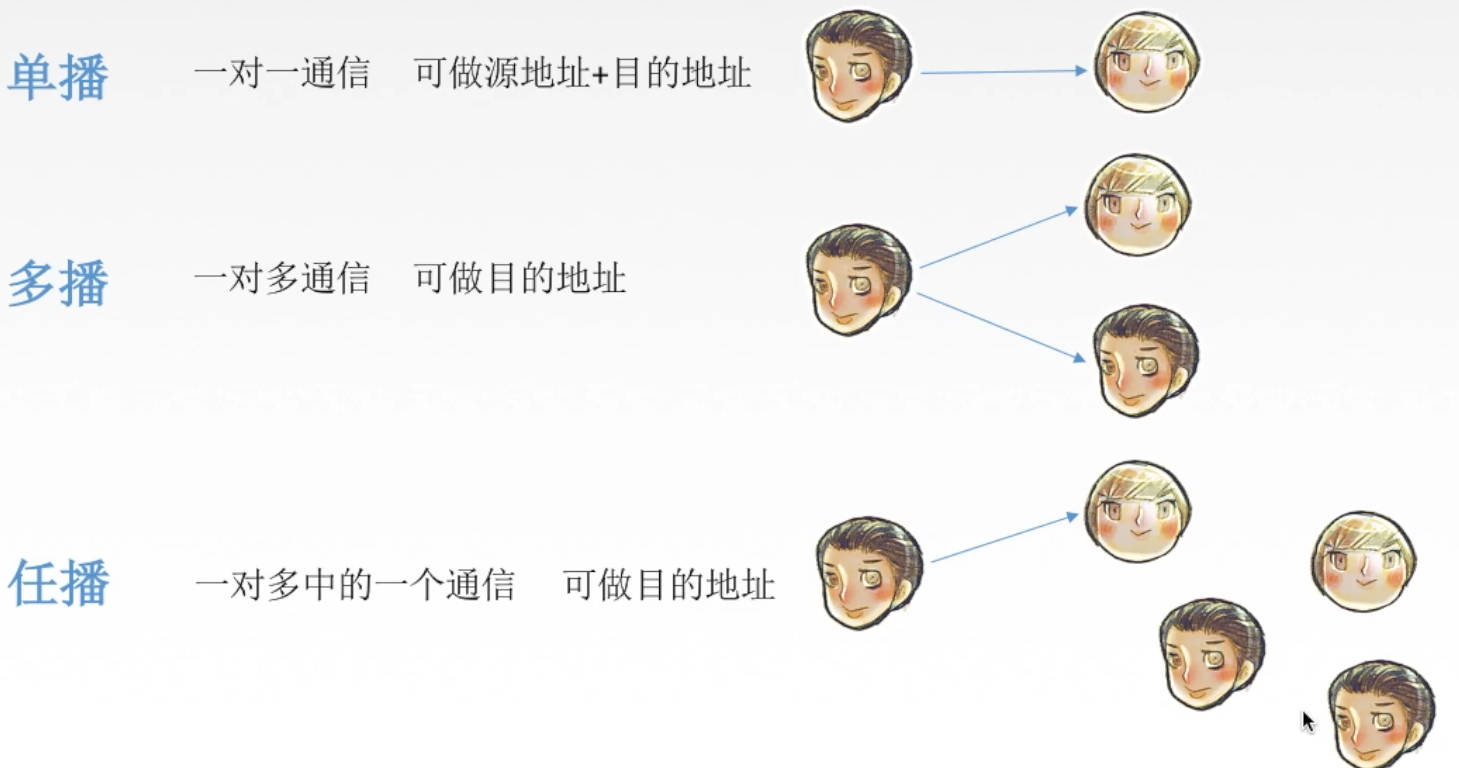 单播 一对一通信 可做源地址+目的地址
多播 一对多通信 可做目的地址
任播 一对多中的一个通信 可做目的地址